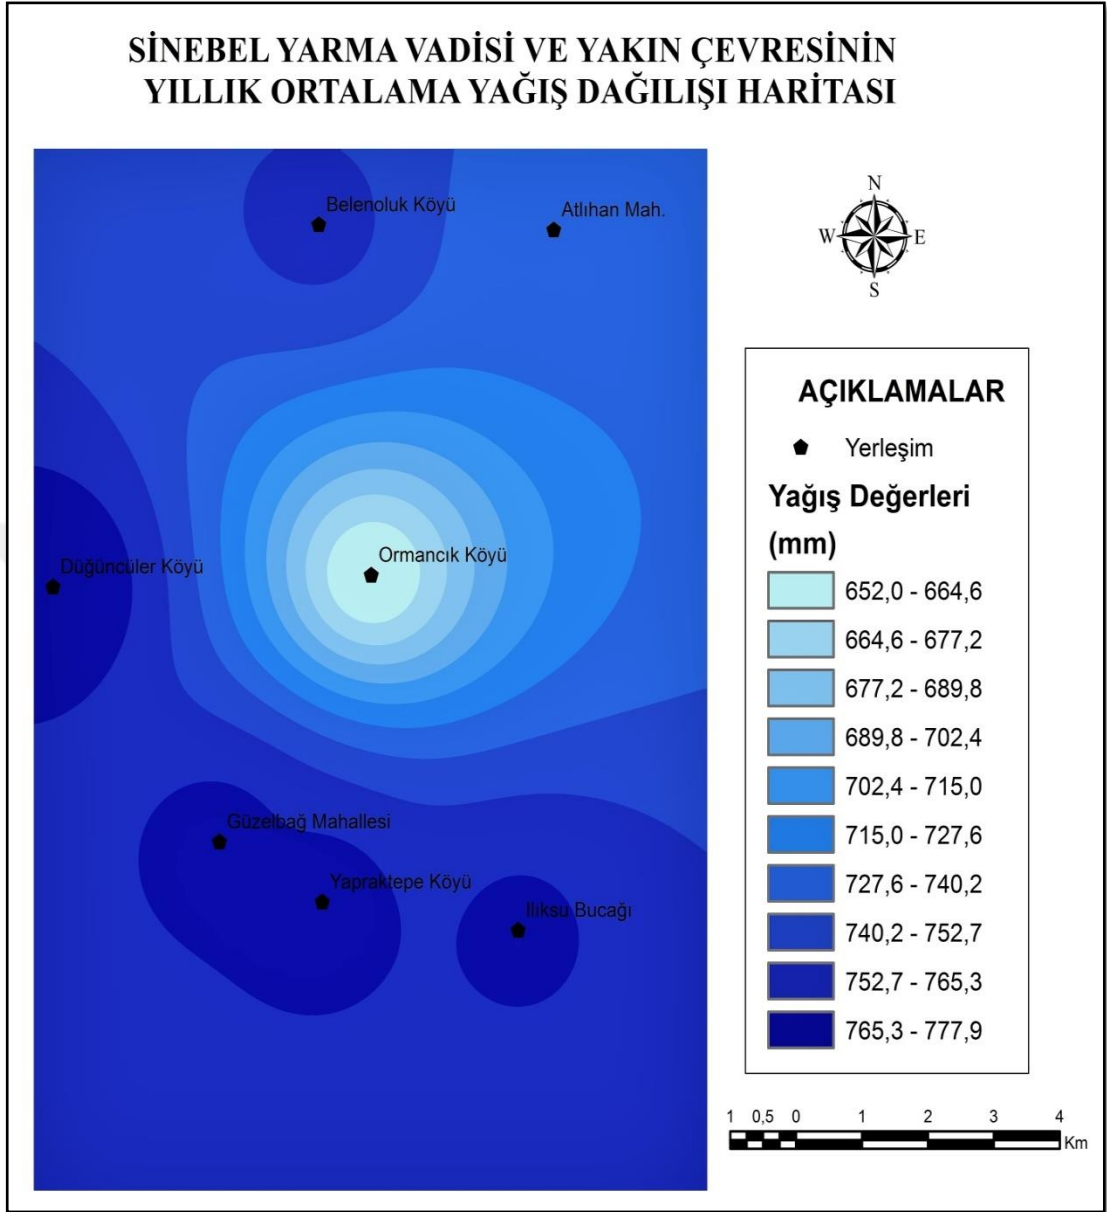 SİNEBEL YARMA VADİSİ VE YAKIN ÇEVRESİNİN
YILLIK ORTALAMA YAĞIŞ DAĞILIŞI HARİTASI
Belenoluk Köyü
Atlıhan Mah.
Ormancık Köyü
Düğüncüler Köyü
Güzelbağ Mahallesi
Yapraktepe Köyü
Ilıksu Bucağı
N
W E
S
AÇIKLAMALAR
Yerleşim
Yağış Değerleri
(mm)
652,0 - 664,6
664,6 - 677,2
677,2 - 689,8
689,8 - 702,4
702,4 - 715,0
715,0 - 727,6
727,6 - 740,2
740,2 - 752,7
752,7 - 765,3
765,3 - 777,9
1 0,5 0 1 2 3 4
Km